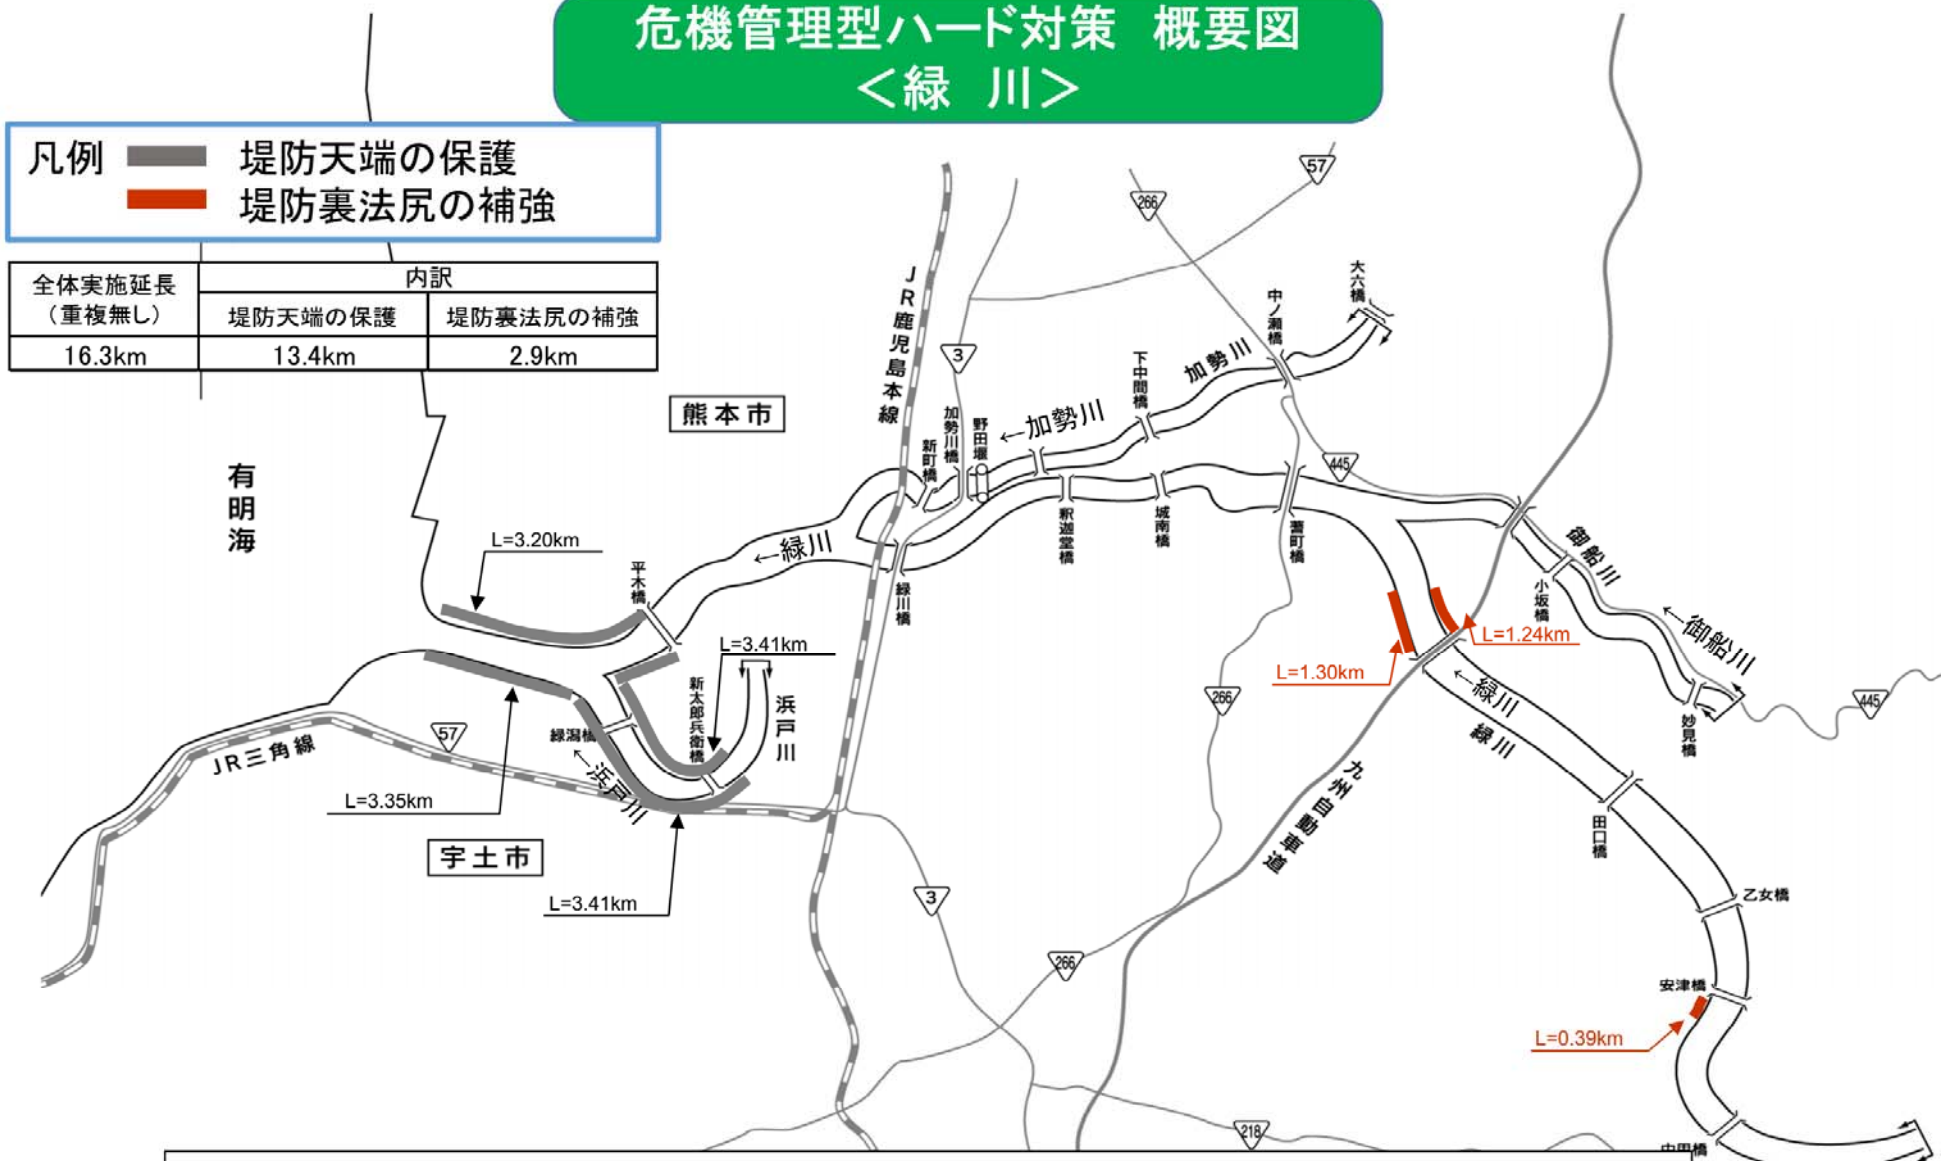 危機管理型ハード対策 概要図
＜緑 川＞
凡例
堤防天端の保護
堤防裏法尻の補強
全体実施延長
（重複無し）
内訳
堤防天端の保護
堤防裏法尻の補強
16.3km
13.4km
2.9km
57
266
大六橋
中ノ瀬橋
JR鹿児島本線
3
下中間橋
加勢川
熊本市
加勢川橋
野田堰
←加勢川
新町橋
445
有明海
釈迦堂橋
城南橋
御船川
L=3.20km
←緑川
平木橋
緑川橋
小坂橋
←御船川
L=1.24km
L=3.41km
L=1.30km
新太郎兵衛橋
浜戸川
266
←緑川
緑川
445
妙見橋
57
緑潟橋
JR三角線
←浜戸川
L=3.35km
九州自動車道
田口橋
宇土市
3
L=3.41km
乙女橋
266
安津橋
L=0.39km
218